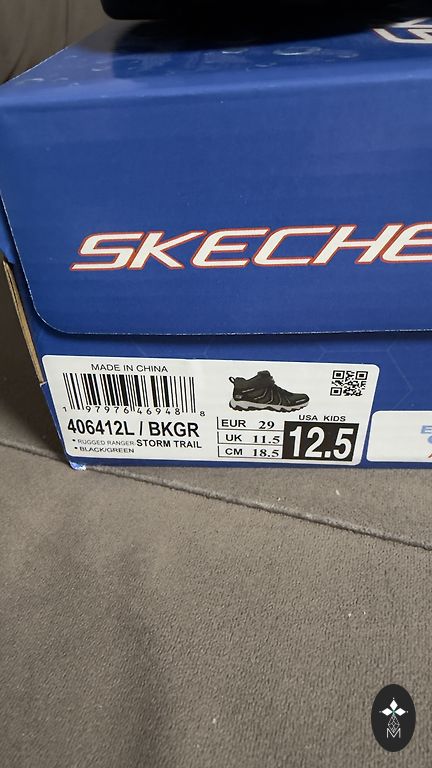 SKECHE
MADE IN CHINA
1 97976 46948 8
406412L / BKGR
• RUGGED RANGER-STORM TRAIL
• BLACK/GREEN
EUR 29
UK 11.5
CM 18.5
USA KIDS
12.5
M